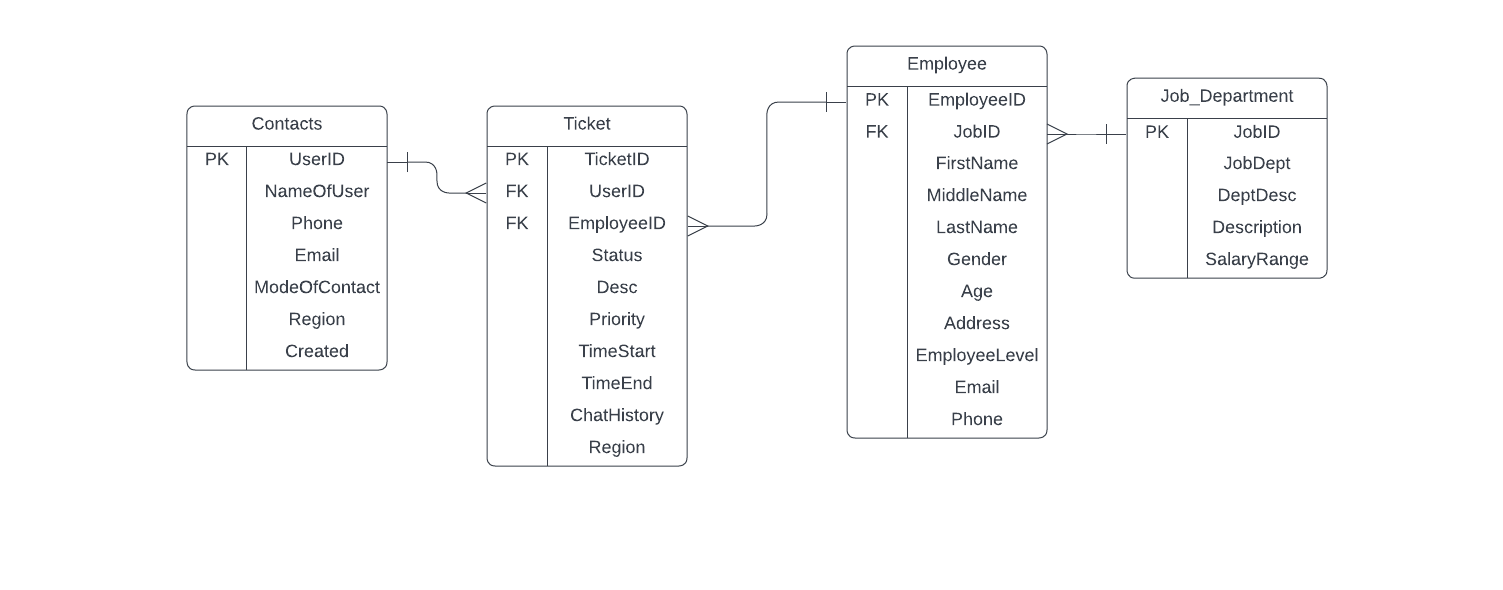 Contacts
PK UserID
NameOfUser
Phone
Email
ModeOfContact
Region
Created
Ticket
PK TicketID
FK UserID
FK EmployeeID
Status
Desc
Priority
TimeStart
TimeEnd
ChatHistory
Region
Employee
PK EmployeeID
FK JobID
FirstName
MiddleName
LastName
Gender
Age
Address
EmployeeLevel
Email
Phone
Job_Department
PK JobID
JobDept
DeptDesc
Description
SalaryRange